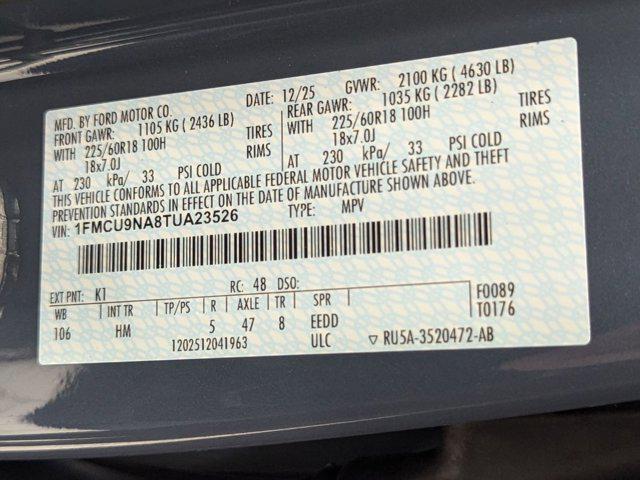 MFD. BY FORD MOTOR CO. DATE: 12/25 GVWR: 2100 KG ( 4630 LB)
FRONT GAWR: 1105 KG ( 2436 LB) REAR GAWR: 1035 KG ( 2282 LB)
WITH 225/60R18 100H TIRES WITH 225/60R18 100H TIRES
18x7.0J RIMS 18x7.0J RIMS
AT 230 kPa/ 33 PSI COLD AT 230 kPa/ 33 PSI COLD
THIS VEHICLE CONFORMS TO ALL APPLICABLE FEDERAL MOTOR VEHICLE SAFETY AND THEFT
PREVENTION STANDARDS IN EFFECT ON THE DATE OF MANUFACTURE SHOWN ABOVE.
VIN: 1FMCU9NA8TUA23526 TYPE: MPV
EXT PNT: K1 RC: 48 DSO: F0089
WB INT TR TP/PS R AXLE TR SPR T0176
106 HM 5 47 8 EEDD
1202512041963 ULC ▽ RU5A-3520472-AB